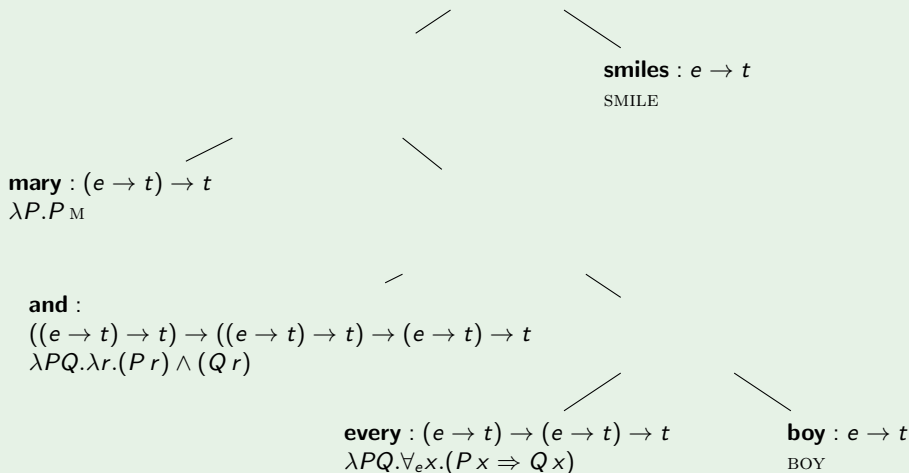 smiles : e → t
SMILE
mary : (e → t) → t
λP.P M
and :
((e → t) → t) → ((e → t) → t) → (e → t) → t
λPQ.λr.(P r) ∧ (Q r)
every : (e → t) → (e → t) → t
λPQ.∀ₑx.(P x ⇒ Q x)
boy : e → t
BOY